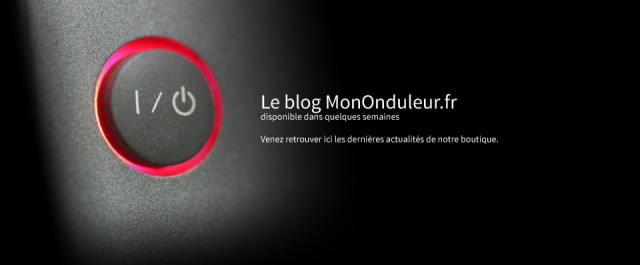 Le blog MonOnduleur.fr
disponible dans quelques semaines
Venez retrouver ici les dernières actualités de notre boutique.